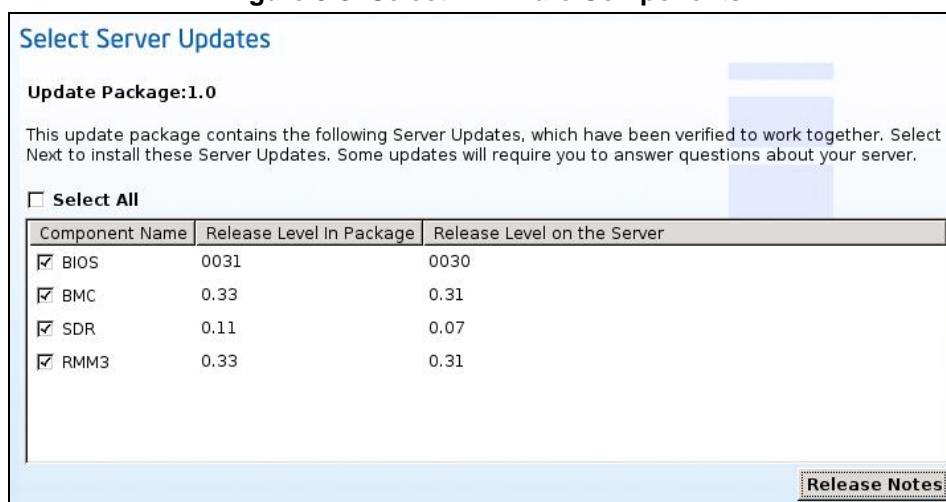 Select Server Updates
Update Package:1.0
This update package contains the following Server Updates, which have been verified to work together. Select
Next to install these Server Updates. Some updates will require you to answer questions about your server.
Select All
Component Name Release Level In Package Release Level on the Server
BIOS 0031 0030
BMC 0.33 0.31
SDR 0.11 0.07
RMM3 0.33 0.31
Release Notes